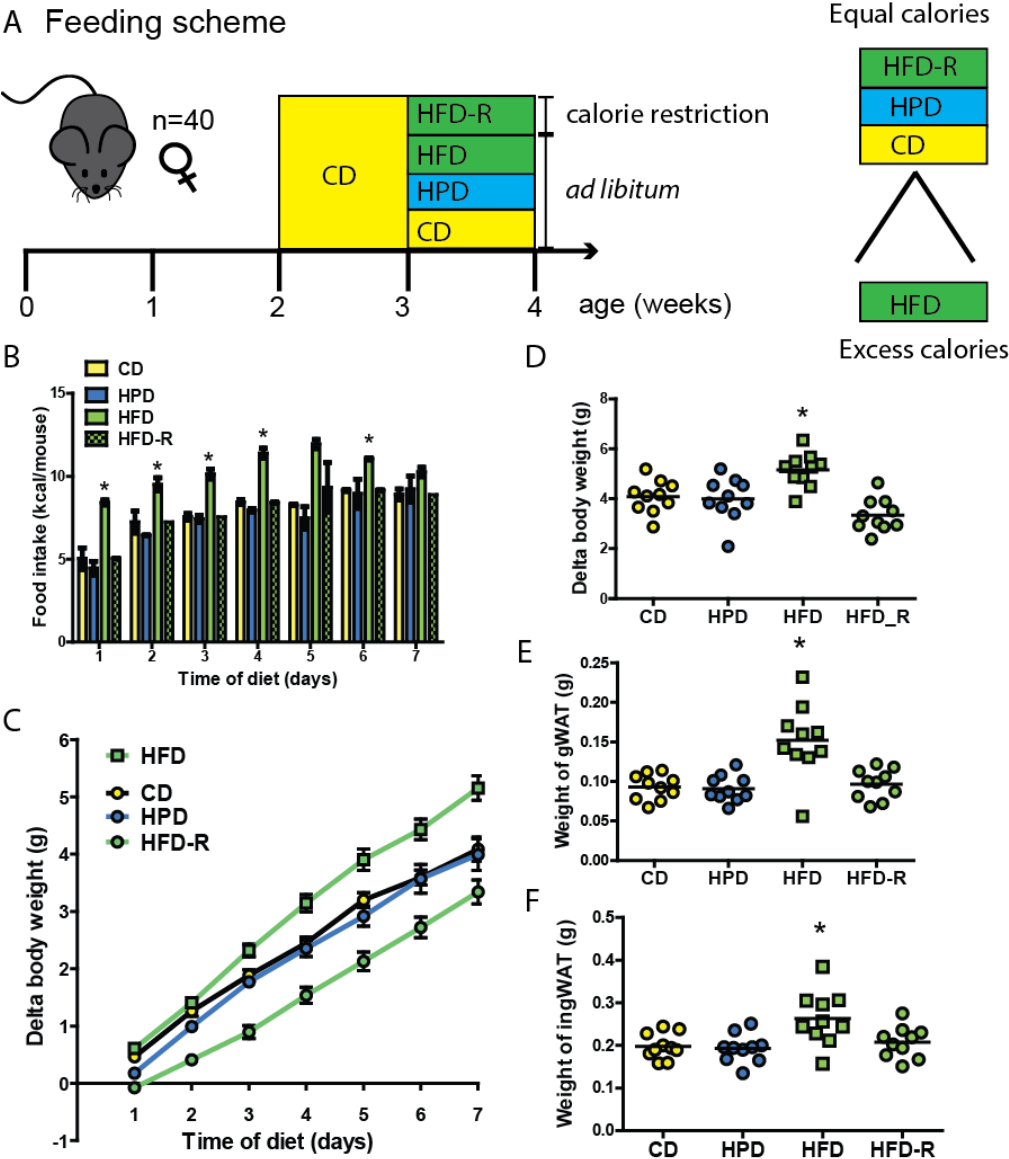 A Feeding scheme
n=40
CD
HFD-R
HFD
HPD
CD
calorie restriction
ad libitum
0 1 2 3 4 age (weeks)
Equal calories
HFD-R
HPD
CD
HFD
Excess calories
B
CD
HPD
HFD
HFD-R
Food intake (kcal/mouse)
15
10
5
0
* * * * *
1 2 3 4 5 6 7
Time of diet (days)
C
HFD
CD
HPD
HFD-R
Delta body weight (g)
6
5
4
3
2
1
0
-1
1 2 3 4 5 6 7
Time of diet (days)
D
Delta body weight (g)
8
6
4
2
0
*
CD HPD HFD HFD_R
E
Weight of gWAT (g)
0.25
0.20
0.15
0.10
0.05
0.00
*
CD HPD HFD HFD-R
F
Weight of ingWAT (g)
0.5
0.4
0.3
0.2
0.1
0.0
*
CD HPD HFD HFD-R